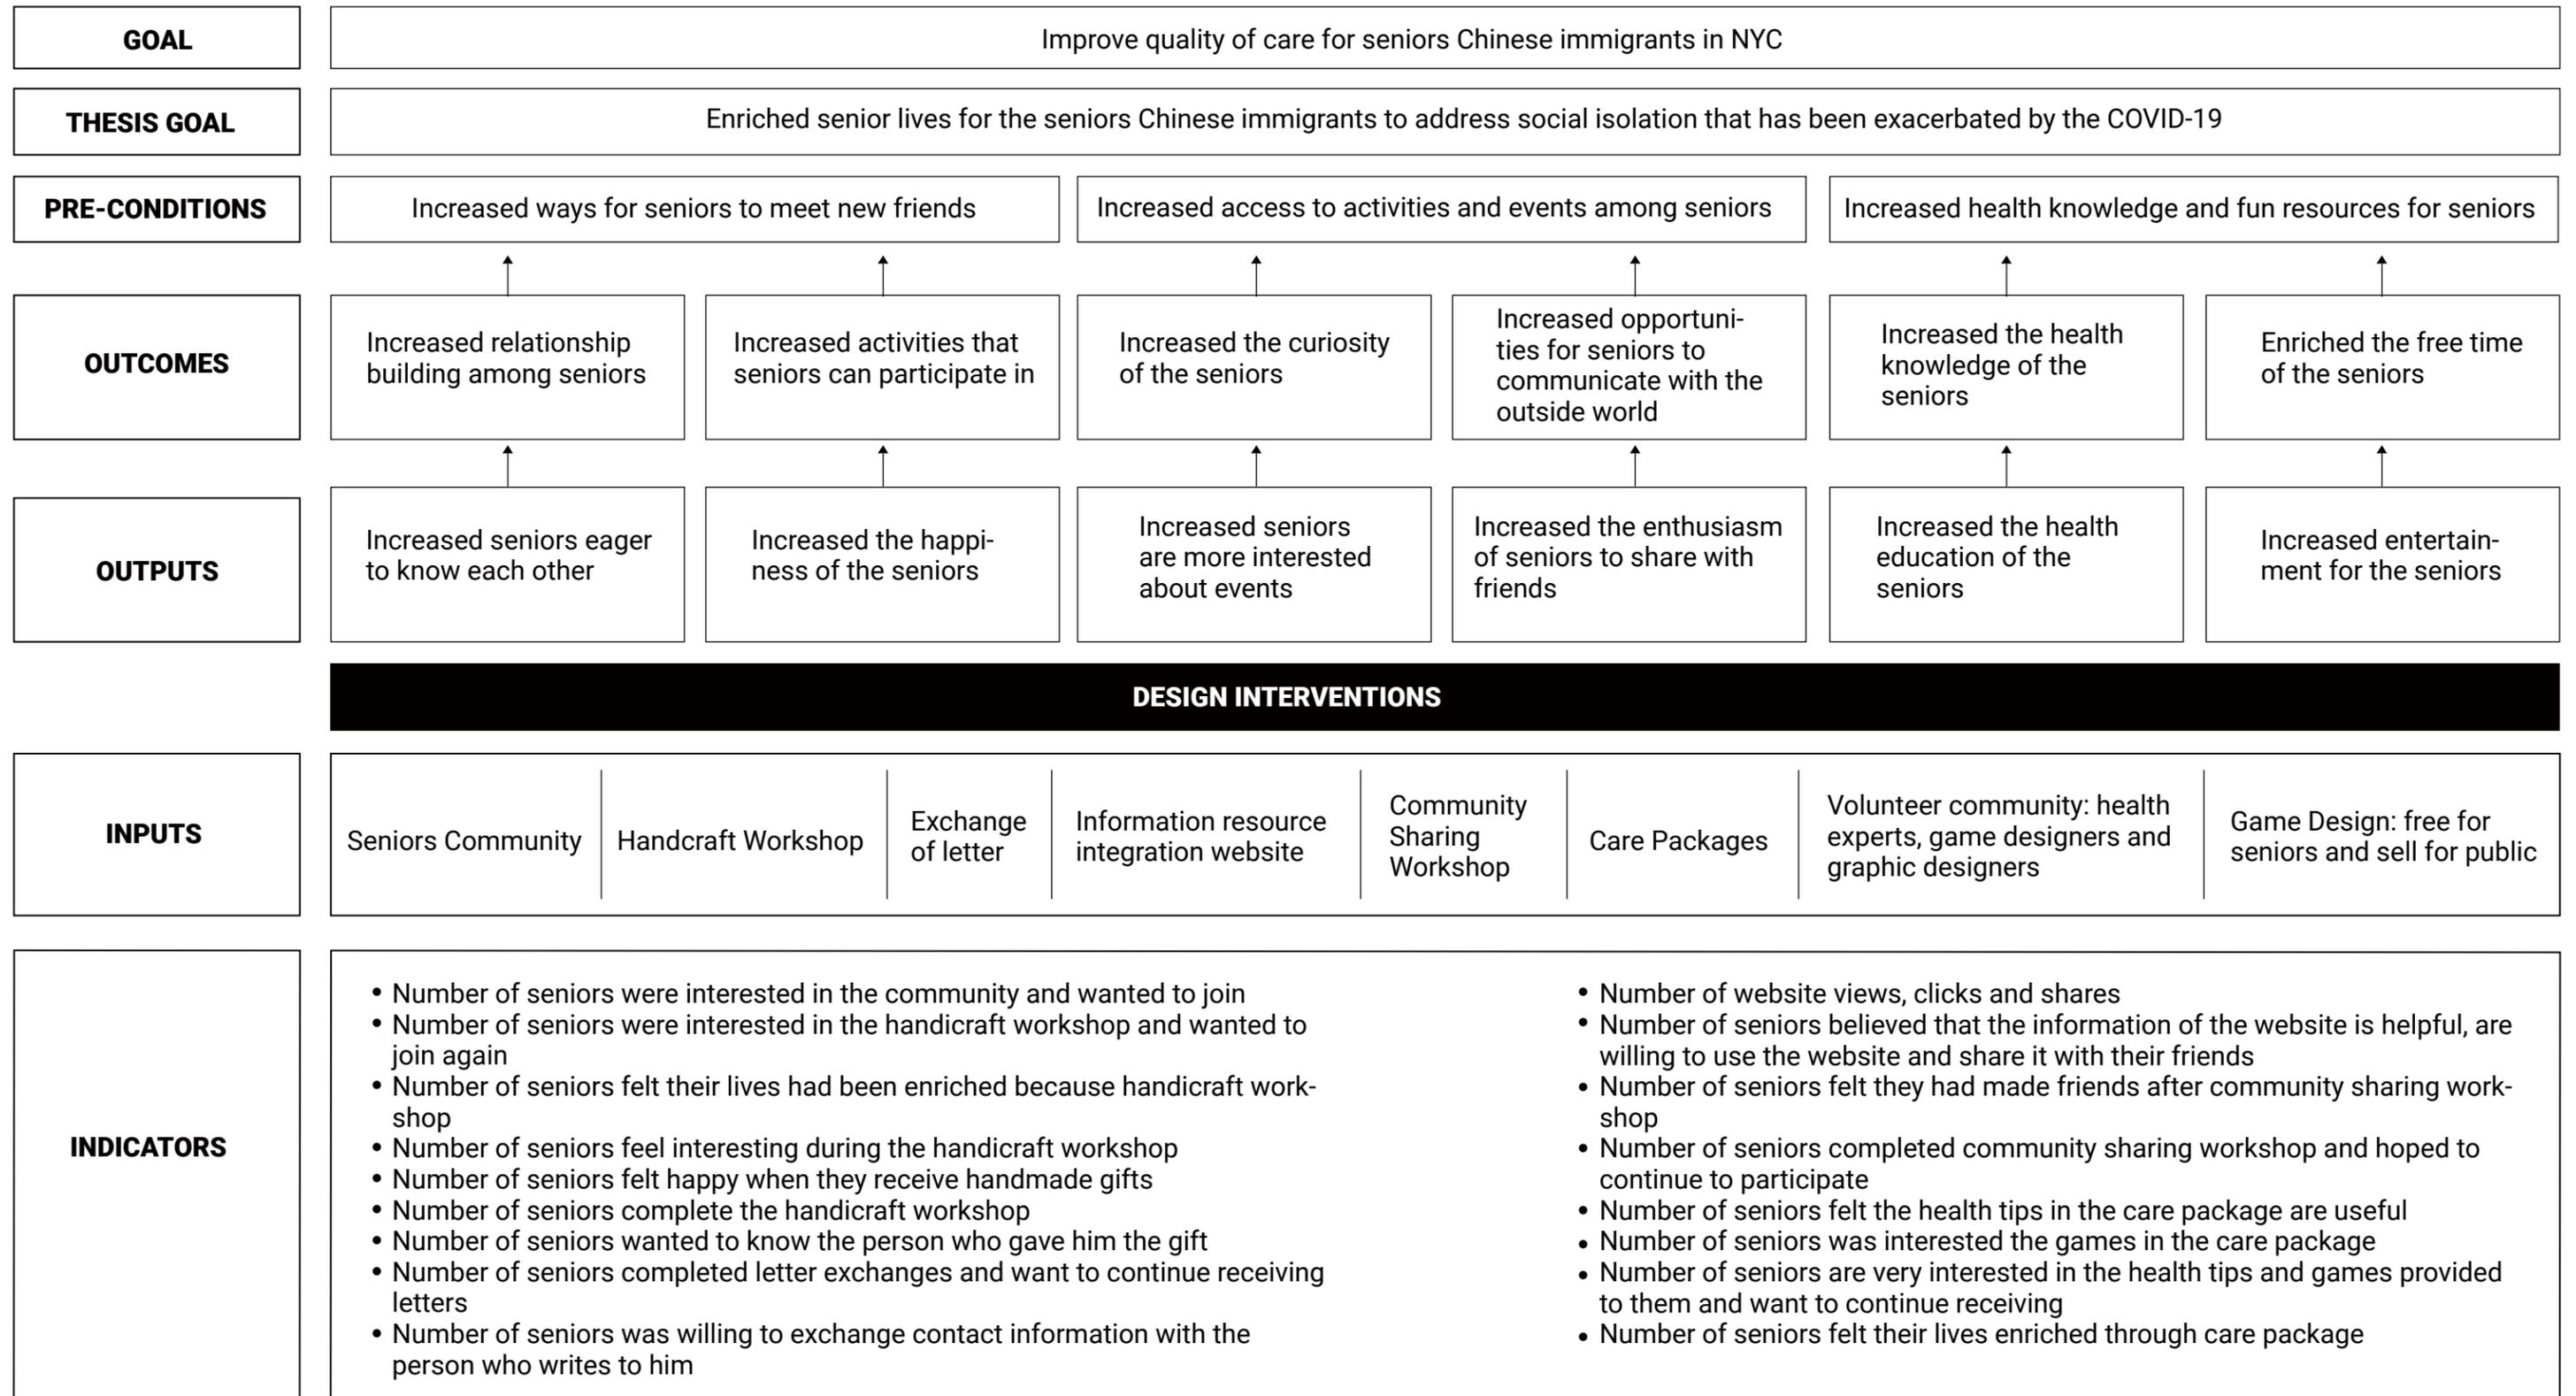 GOAL
Improve quality of care for seniors Chinese immigrants in NYC
THESIS GOAL
Enriched senior lives for the seniors Chinese immigrants to address social isolation that has been exacerbated by the COVID-19
PRE-CONDITIONS
Increased ways for seniors to meet new friends
Increased access to activities and events among seniors
Increased health knowledge and fun resources for seniors
OUTCOMES
Increased relationship
building among seniors
Increased activities that
seniors can participate in
Increased the curiosity
of the seniors
Increased opportuni-
ties for seniors to
communicate with the
outside world
Increased the health
knowledge of the
seniors
Enriched the free time
of the seniors
OUTPUTS
Increased seniors eager
to know each other
Increased the happi-
ness of the seniors
Increased seniors
are more interested
about events
Increased the enthusiasm
of seniors to share with
friends
Increased the health
education of the
seniors
Increased entertain-
ment for the seniors
DESIGN INTERVENTIONS
INPUTS
Seniors Community
Handcraft Workshop
Exchange
of letter
Information resource
integration website
Community
Sharing
Workshop
Care Packages
Volunteer community: health
experts, game designers and
graphic designers
Game Design: free for
seniors and sell for public
INDICATORS
• Number of seniors were interested in the community and wanted to join
• Number of seniors were interested in the handicraft workshop and wanted to
join again
• Number of seniors felt their lives had been enriched because handicraft work-
shop
• Number of seniors feel interesting during the handicraft workshop
• Number of seniors felt happy when they receive handmade gifts
• Number of seniors complete the handicraft workshop
• Number of seniors wanted to know the person who gave him the gift
• Number of seniors completed letter exchanges and want to continue receiving
letters
• Number of seniors was willing to exchange contact information with the
person who writes to him
• Number of website views, clicks and shares
• Number of seniors believed that the information of the website is helpful, are
willing to use the website and share it with their friends
• Number of seniors felt they had made friends after community sharing work-
shop
• Number of seniors completed community sharing workshop and hoped to
continue to participate
• Number of seniors felt the health tips in the care package are useful
• Number of seniors was interested the games in the care package
• Number of seniors are very interested in the health tips and games provided
to them and want to continue receiving
• Number of seniors felt their lives enriched through care package